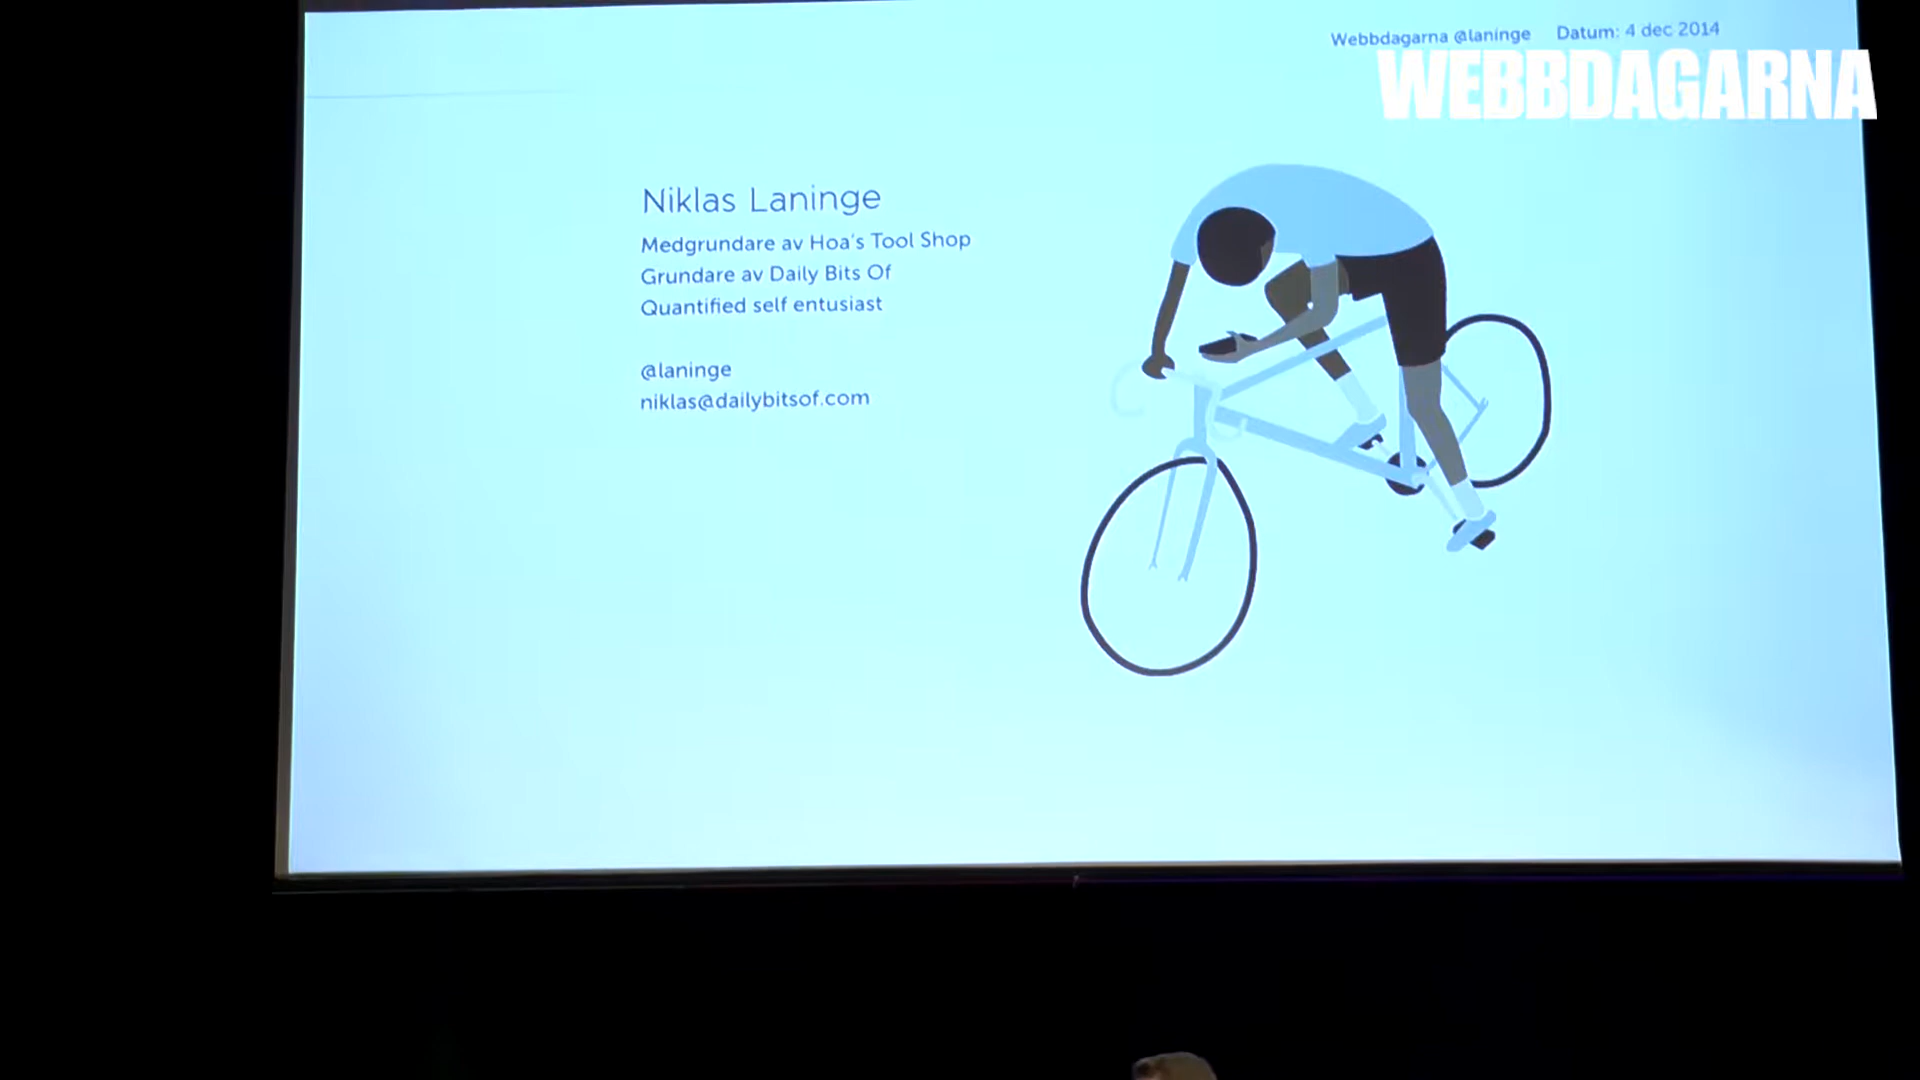 Webbdagarna @laninge Datum: 4 dec 2014
WEBBDAGARNA
Niklas Laninge
Medgrundare av Hoa's Tool Shop
Grundare av Daily Bits Of
Quantified self entusiast
@laninge
niklas@dailybitsof.com